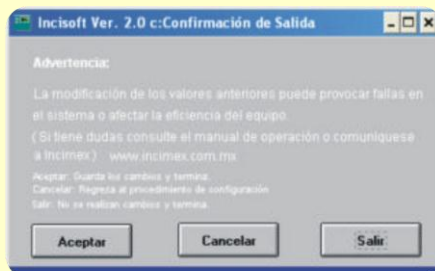 Incisoft Ver. 2.0 c:Confirmación de Salida
Advertencia:
La modificación de los valores anteriores puede provocar fallas en
el sistema o afectar la eficiencia del equipo.
(Si tiene dudas consulte el manual de operación o comuniquese
a Incimex) www.incimex.com.mx
Aceptar: Guarda los cambios y termina.
Cancelar: Regresa al procedimiento de configuración
Salir: No se realizan cambios y termina.
Aceptar
Cancelar
Salir